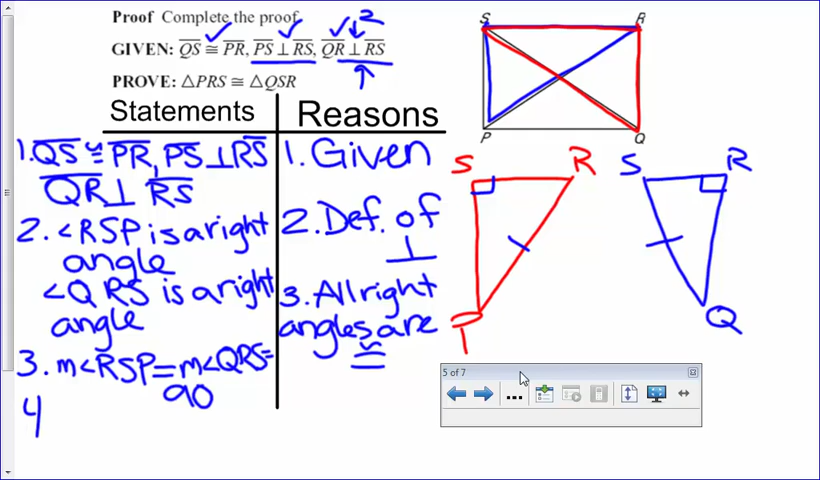 Proof Complete the proof.
GIVEN: QS ≅ PR, PS ⊥ RS, QR ⊥ RS
2
PROVE: △PRS ≅ △QSR
Statements
Reasons
1. QS ≅ PR, PS ⊥ RS
QR ⊥ RS
1. Given
2. <RSP is a right
angle
<QRS is a right
angle
2. Def. of
⊥
3. m<RSP = m<QRS =
90
3. All right
angles are
≅
4
S
R
P
Q
S
R
P
S
R
Q
5 of 7